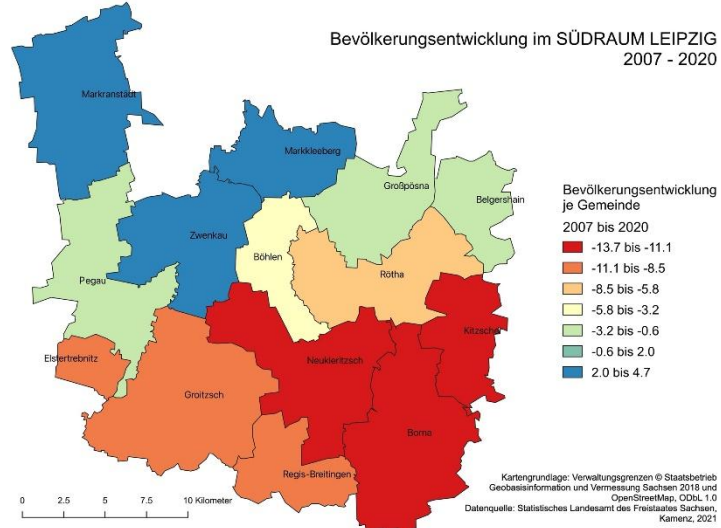 Bevölkerungsentwicklung im SÜDRAUM LEIPZIG
2007 - 2020
Markranstädt
Markkleeberg
Großpösna
Belgershain
Zwenkau
Böhlen
Rötha
Pegau
Kitzscher
Elstertrebnitz
Neukieritzsch
Groitzsch
Borna
Regis-Breitingen
Bevölkerungsentwicklung
je Gemeinde
2007 bis 2020
-13.7 bis -11.1
-11.1 bis -8.5
-8.5 bis -5.8
-5.8 bis -3.2
-3.2 bis -0.6
-0.6 bis 2.0
2.0 bis 4.7
0 2.5 5 7.5 10 Kilometer
Kartengrundlage: Verwaltungsgrenzen © Staatsbetrieb
Geobasisinformation und Vermessung Sachsen 2018 und
OpenStreetMap, ODbL 1.0
Datenquelle: Statistisches Landesamt des Freistaates Sachsen,
Kamenz, 2021